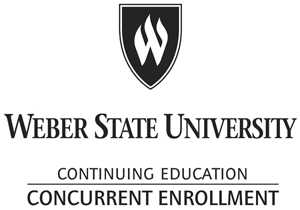 WEBER STATE UNIVERSITY
CONTINUING EDUCATION
CONCURRENT ENROLLMENT